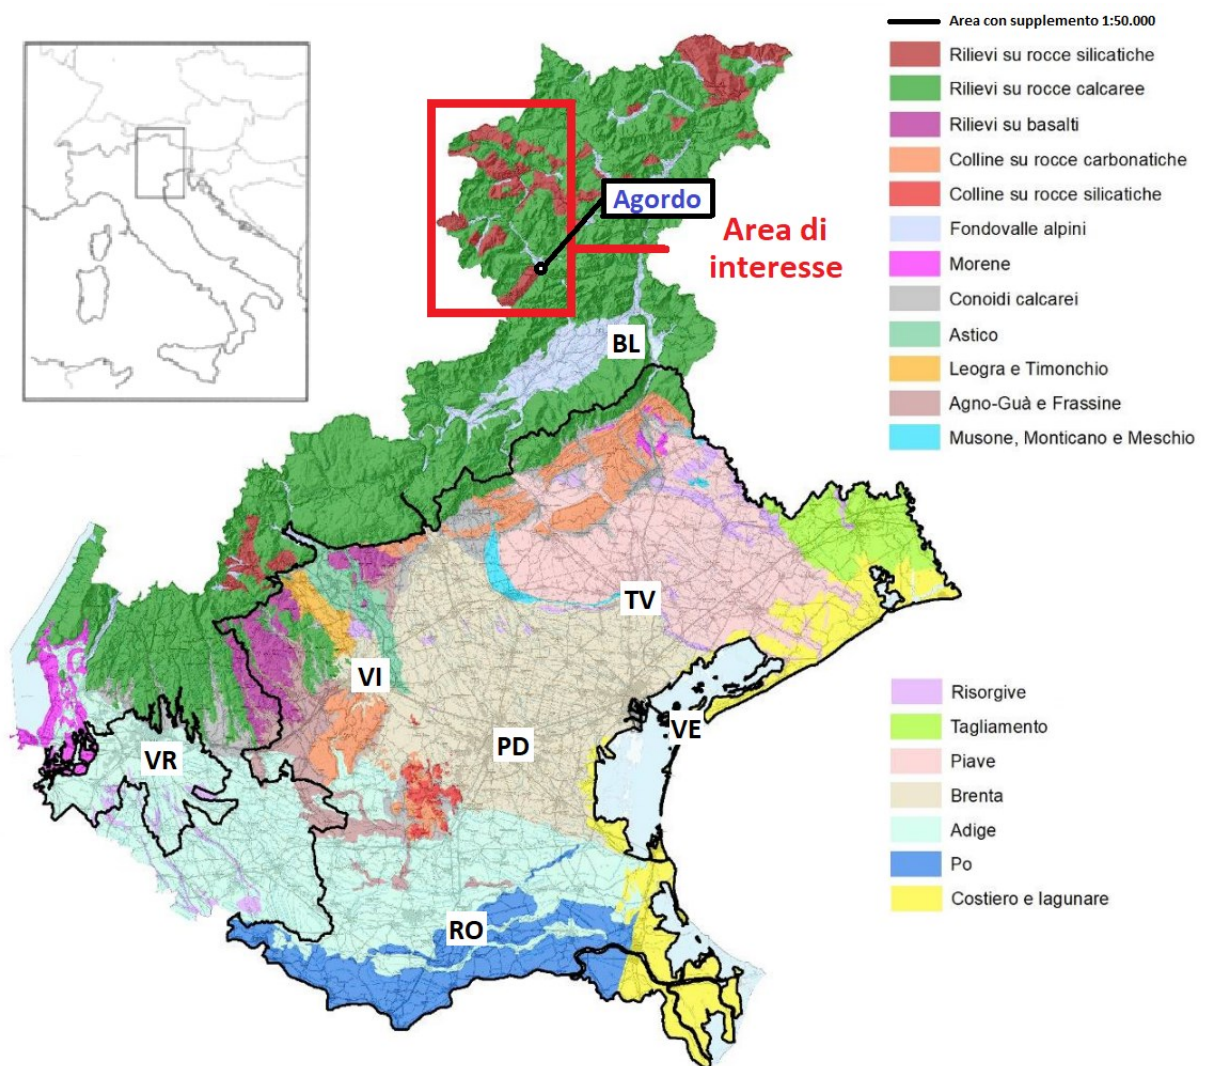 Area con supplemento 1:50.000
Rilievi su rocce silicatiche
Rilievi su rocce calcaree
Rilievi su basalti
Colline su rocce carbonatiche
Colline su rocce silicatiche
Fondovalle alpini
Morene
Conoidi calcarei
Astico
Leogra e Timonchio
Agno-Guà e Frassine
Musone, Monticano e Meschio
Agordo
Area di
interesse
BL
TV
VI
VE
PD
VR
RO
Risorgive
Tagliamento
Piave
Brenta
Adige
Po
Costiero e lagunare